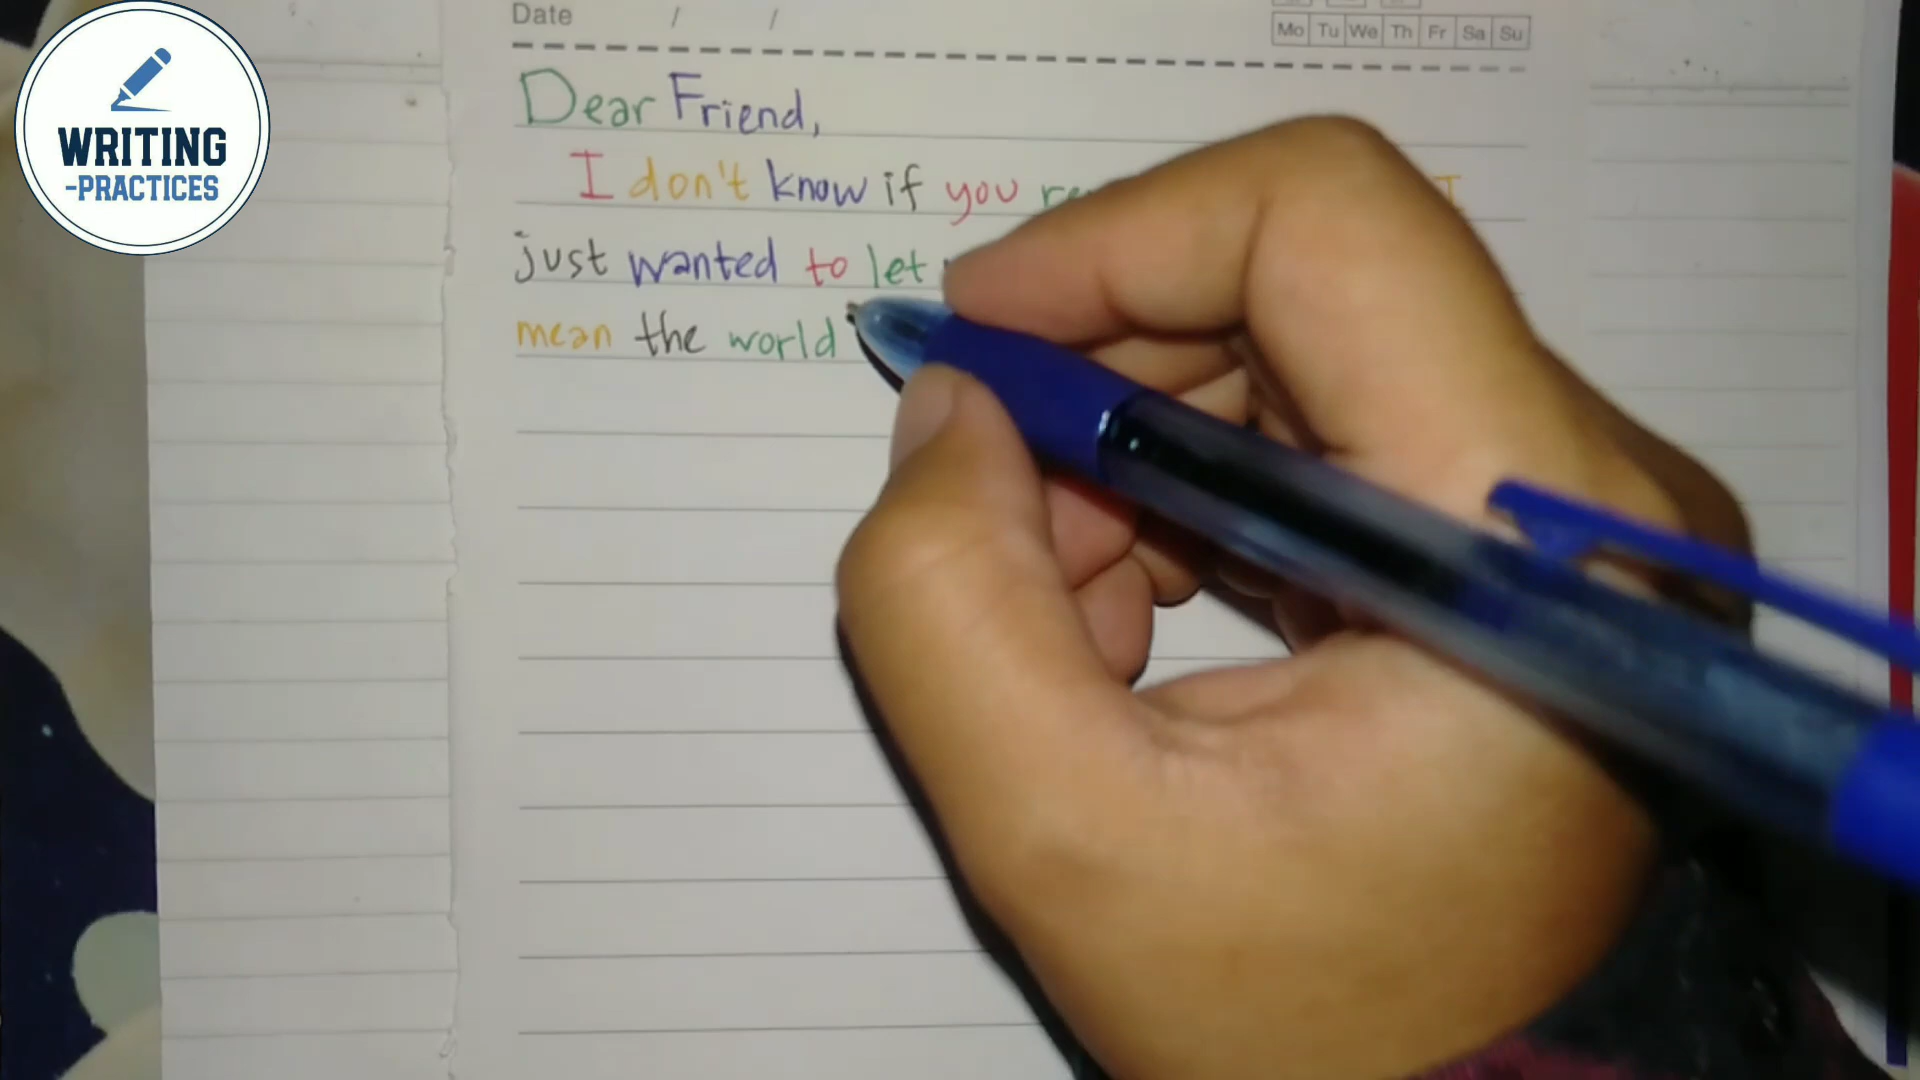 WRITING
-PRACTICES
Date / /
Mo Tu We Th Fr Sa Su
Dear Friend,
I don't know if you I
just wanted to let
mean the world